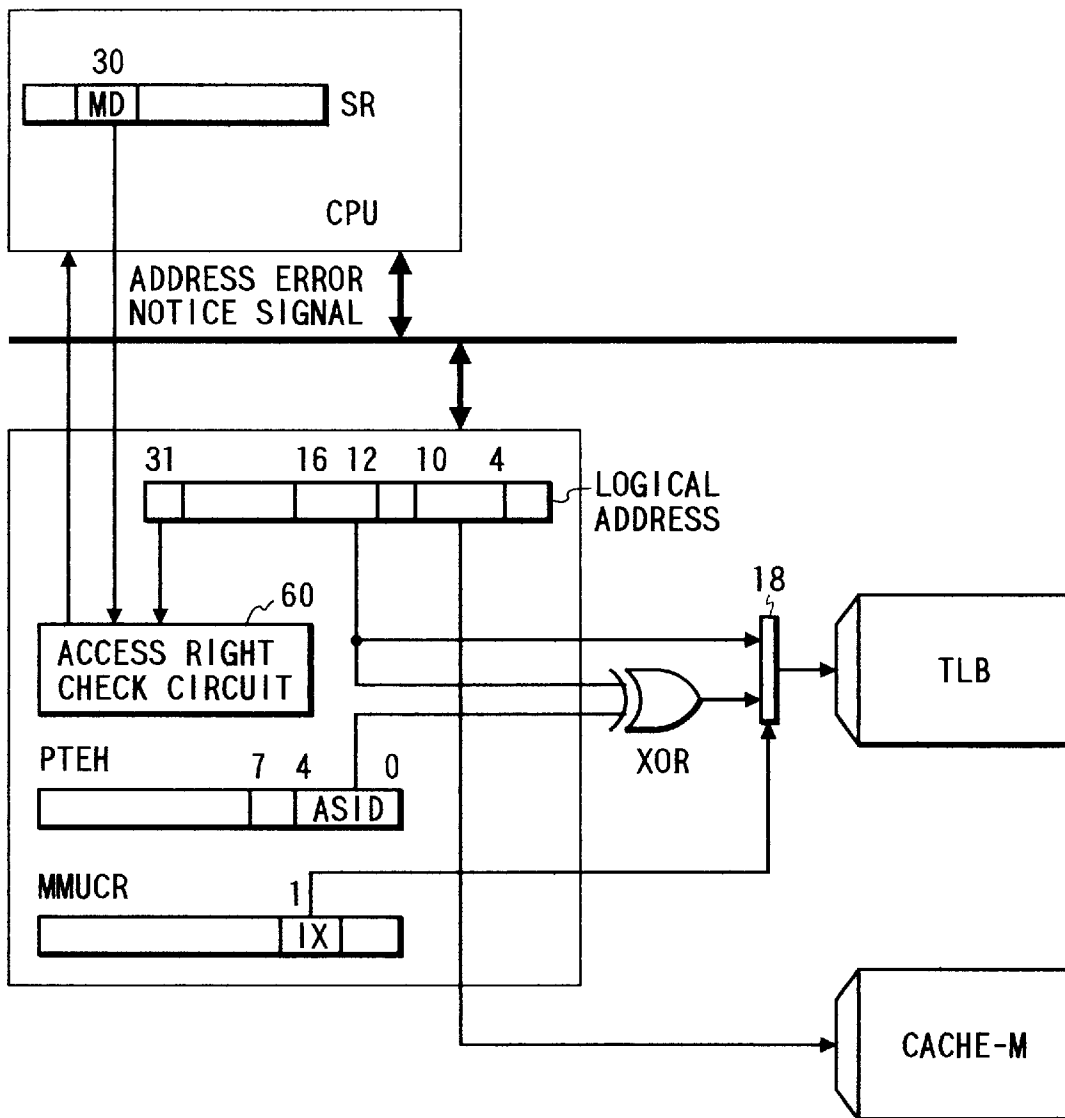 30
MD
SR
CPU
ADDRESS ERROR
NOTICE SIGNAL
31 16 12 10 4
LOGICAL
ADDRESS
60
18
ACCESS RIGHT
CHECK CIRCUIT
TLB
XOR
PTEH
7 4 0
ASID
MMUCR
1
IX
CACHE-M